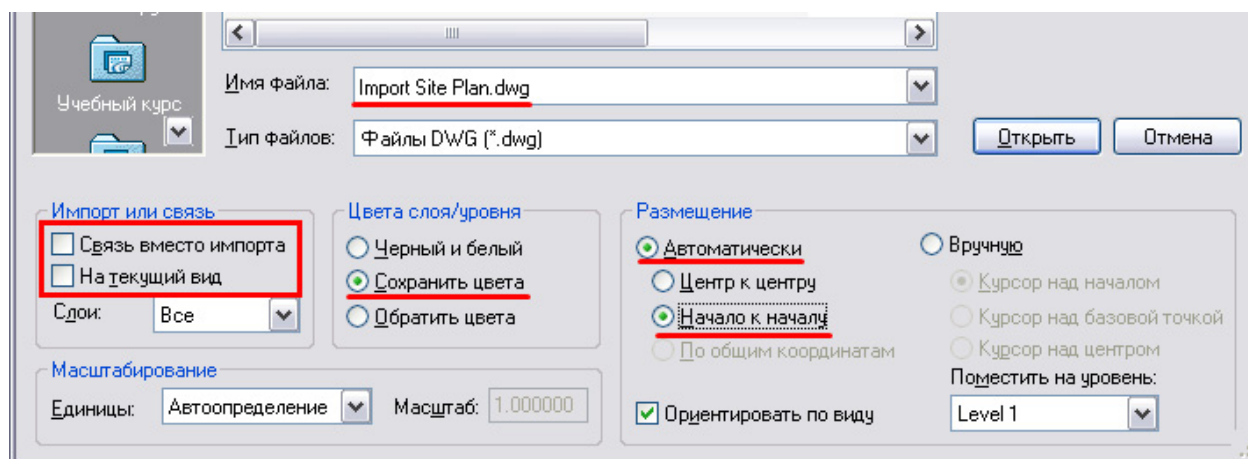 Имя файла: Import Site Plan.dwg
Учебный курс
Тип файлов: Файлы DWG (*.dwg) Открыть Отмена
Импорт или связь Цвета слоя/уровня Размещение
Связь вместо импорта Черный и белый Автоматически Вручную
На текущий вид Сохранить цвета Центр к центру Курсор над началом
Слои: Все Обратить цвета Начало к началу Курсор над базовой точкой
По общим координатам Курсор над центром
Масштабирование Поместить на уровень:
Единицы: Автоопределение Масштаб: 1.000000 Ориентировать по виду Level 1